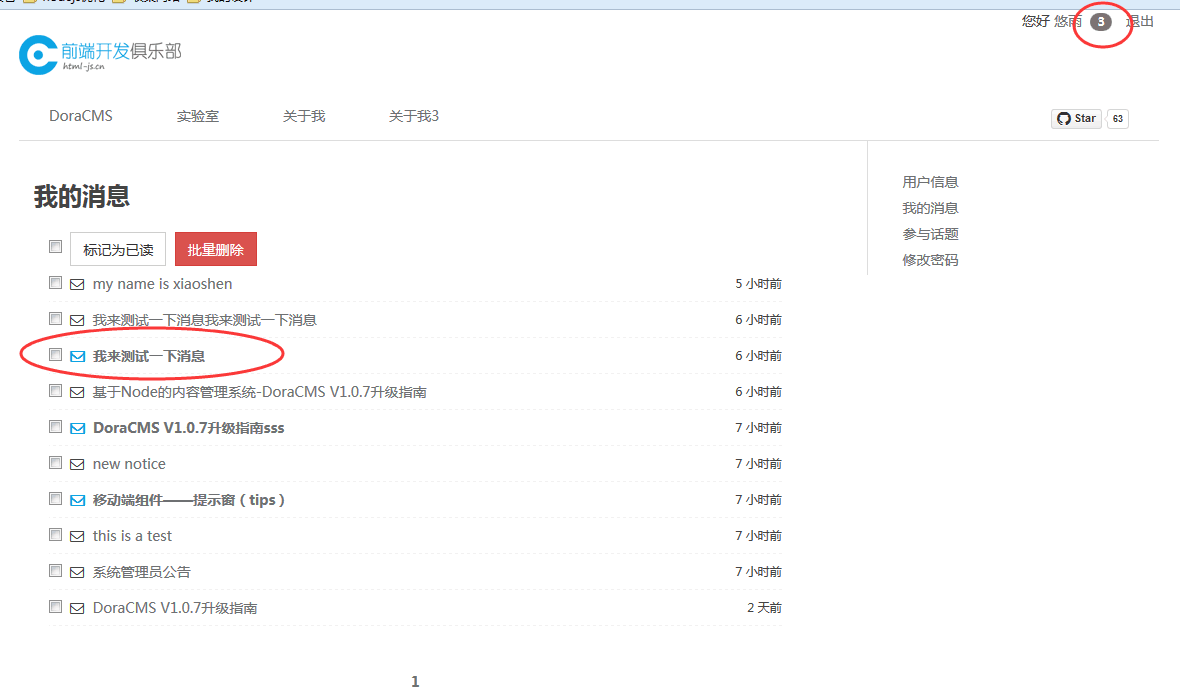 您好 悠雨 3 退出
前端开发俱乐部
html-js.cn
DoraCMS 实验室 关于我 关于我3
Star 63
我的消息
标记为已读 批量删除
my name is xiaoshen 5 小时前
我来测试一下消息我来测试一下消息 6 小时前
我来测试一下消息 6 小时前
基于Node的内容管理系统-DoraCMS V1.0.7升级指南 6 小时前
DoraCMS V1.0.7升级指南sss 7 小时前
new notice 7 小时前
移动端组件——提示窗（tips） 7 小时前
this is a test 7 小时前
系统管理员公告 7 小时前
DoraCMS V1.0.7升级指南 2 天前
1
用户信息
我的消息
参与话题
修改密码